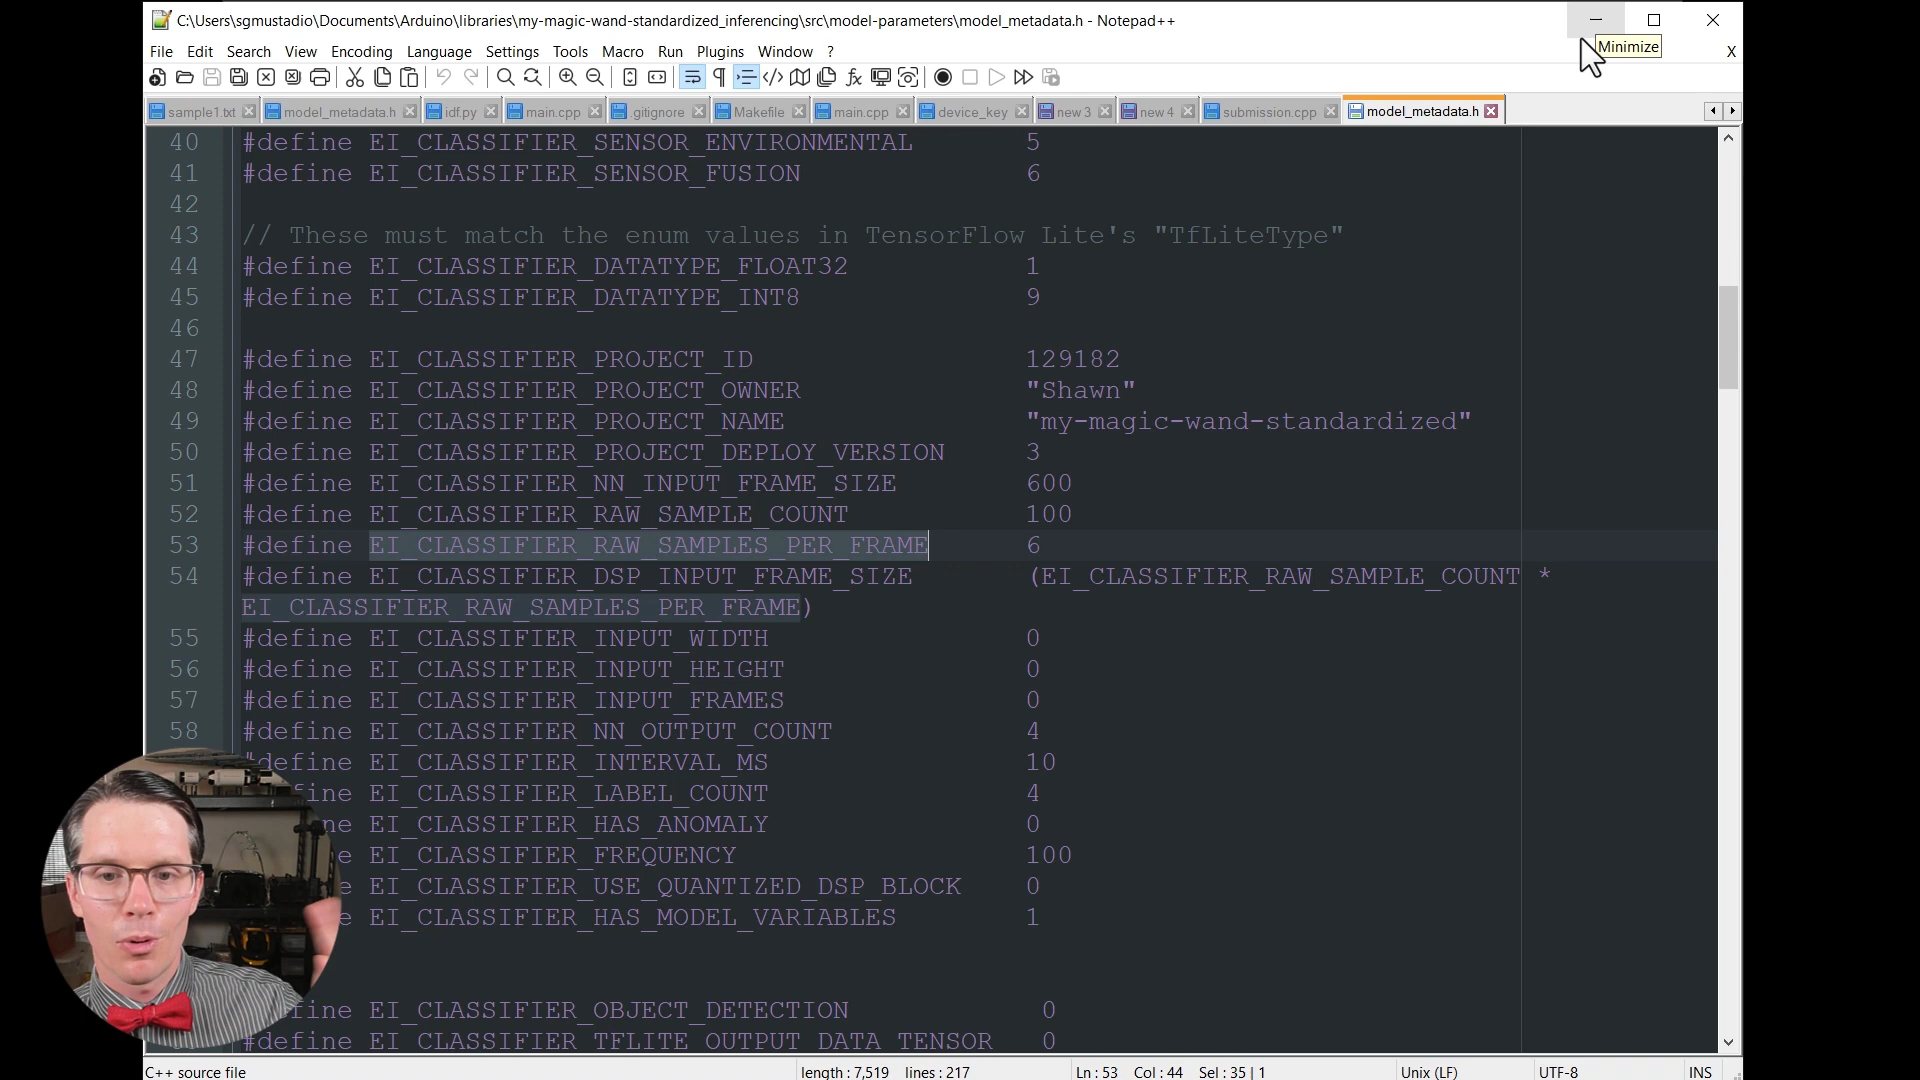 C:\Users\sgmustadio\Documents\Arduino\libraries\my-magic-wand-standardized_inferencing\src\model-parameters\model_metadata.h - Notepad++
Minimize
File Edit Search View Encoding Language Settings Tools Macro Run Plugins Window ? X
sample1.txt model_metadata.h idf.py main.cpp .gitignore Makefile main.cpp device_key new 3 new 4 submission.cpp model_metadata.h
40 #define EI_CLASSIFIER_SENSOR_ENVIRONMENTAL 5
41 #define EI_CLASSIFIER_SENSOR_FUSION 6
42
43 // These must match the enum values in TensorFlow Lite's "TfLiteType"
44 #define EI_CLASSIFIER_DATATYPE_FLOAT32 1
45 #define EI_CLASSIFIER_DATATYPE_INT8 9
46
47 #define EI_CLASSIFIER_PROJECT_ID 129182
48 #define EI_CLASSIFIER_PROJECT_OWNER "Shawn"
49 #define EI_CLASSIFIER_PROJECT_NAME "my-magic-wand-standardized"
50 #define EI_CLASSIFIER_PROJECT_DEPLOY_VERSION 3
51 #define EI_CLASSIFIER_NN_INPUT_FRAME_SIZE 600
52 #define EI_CLASSIFIER_RAW_SAMPLE_COUNT 100
53 #define EI_CLASSIFIER_RAW_SAMPLES_PER_FRAME 6
54 #define EI_CLASSIFIER_DSP_INPUT_FRAME_SIZE (EI_CLASSIFIER_RAW_SAMPLE_COUNT *
EI_CLASSIFIER_RAW_SAMPLES_PER_FRAME)
55 #define EI_CLASSIFIER_INPUT_WIDTH 0
56 #define EI_CLASSIFIER_INPUT_HEIGHT 0
57 #define EI_CLASSIFIER_INPUT_FRAMES 0
58 #define EI_CLASSIFIER_NN_OUTPUT_COUNT 4
define EI_CLASSIFIER_INTERVAL_MS 10
fine EI_CLASSIFIER_LABEL_COUNT 4
ne EI_CLASSIFIER_HAS_ANOMALY 0
e EI_CLASSIFIER_FREQUENCY 100
e EI_CLASSIFIER_USE_QUANTIZED_DSP_BLOCK 0
e EI_CLASSIFIER_HAS_MODEL_VARIABLES 1
fine EI_CLASSIFIER_OBJECT_DETECTION 0
#define EI_CLASSIFIER_TFLITE_OUTPUT_DATA_TENSOR 0
C++ source file length : 7,519 lines : 217 Ln : 53 Col : 44 Sel : 35 | 1 Unix (LF) UTF-8 INS